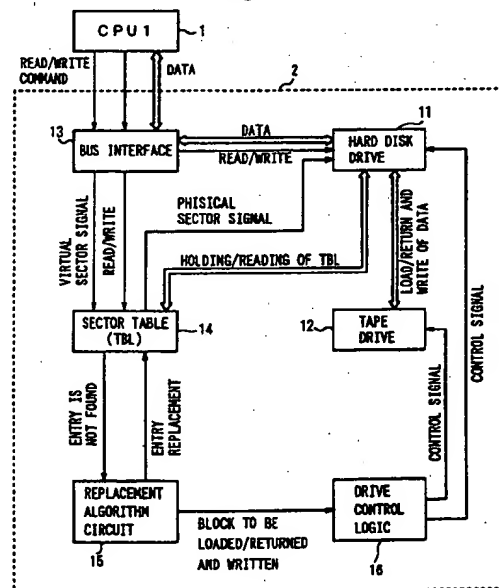 CPU1
1
READ/WRITE
COMMAND
DATA
2
13
BUS INTERFACE
DATA
READ/WRITE
11
HARD DISK
DRIVE
VIRTUAL
SECTOR SIGNAL
READ/WRITE
PHISICAL
SECTOR SIGNAL
HOLDING/READING OF TBL
LOAD/RETURN AND
WRITE OF DATA
CONTROL SIGNAL
SECTOR TABLE
(TBL)
14
12
TAPE
DRIVE
ENTRY IS
NOT FOUND
ENTRY
REPLACEMENT
CONTROL SIGNAL
REPLACEMENT
ALGORITHM
CIRCUIT
15
BLOCK TO BE
LOADED/RETURNED
AND WRITTEN
DRIVE
CONTROL
LOGIC
16